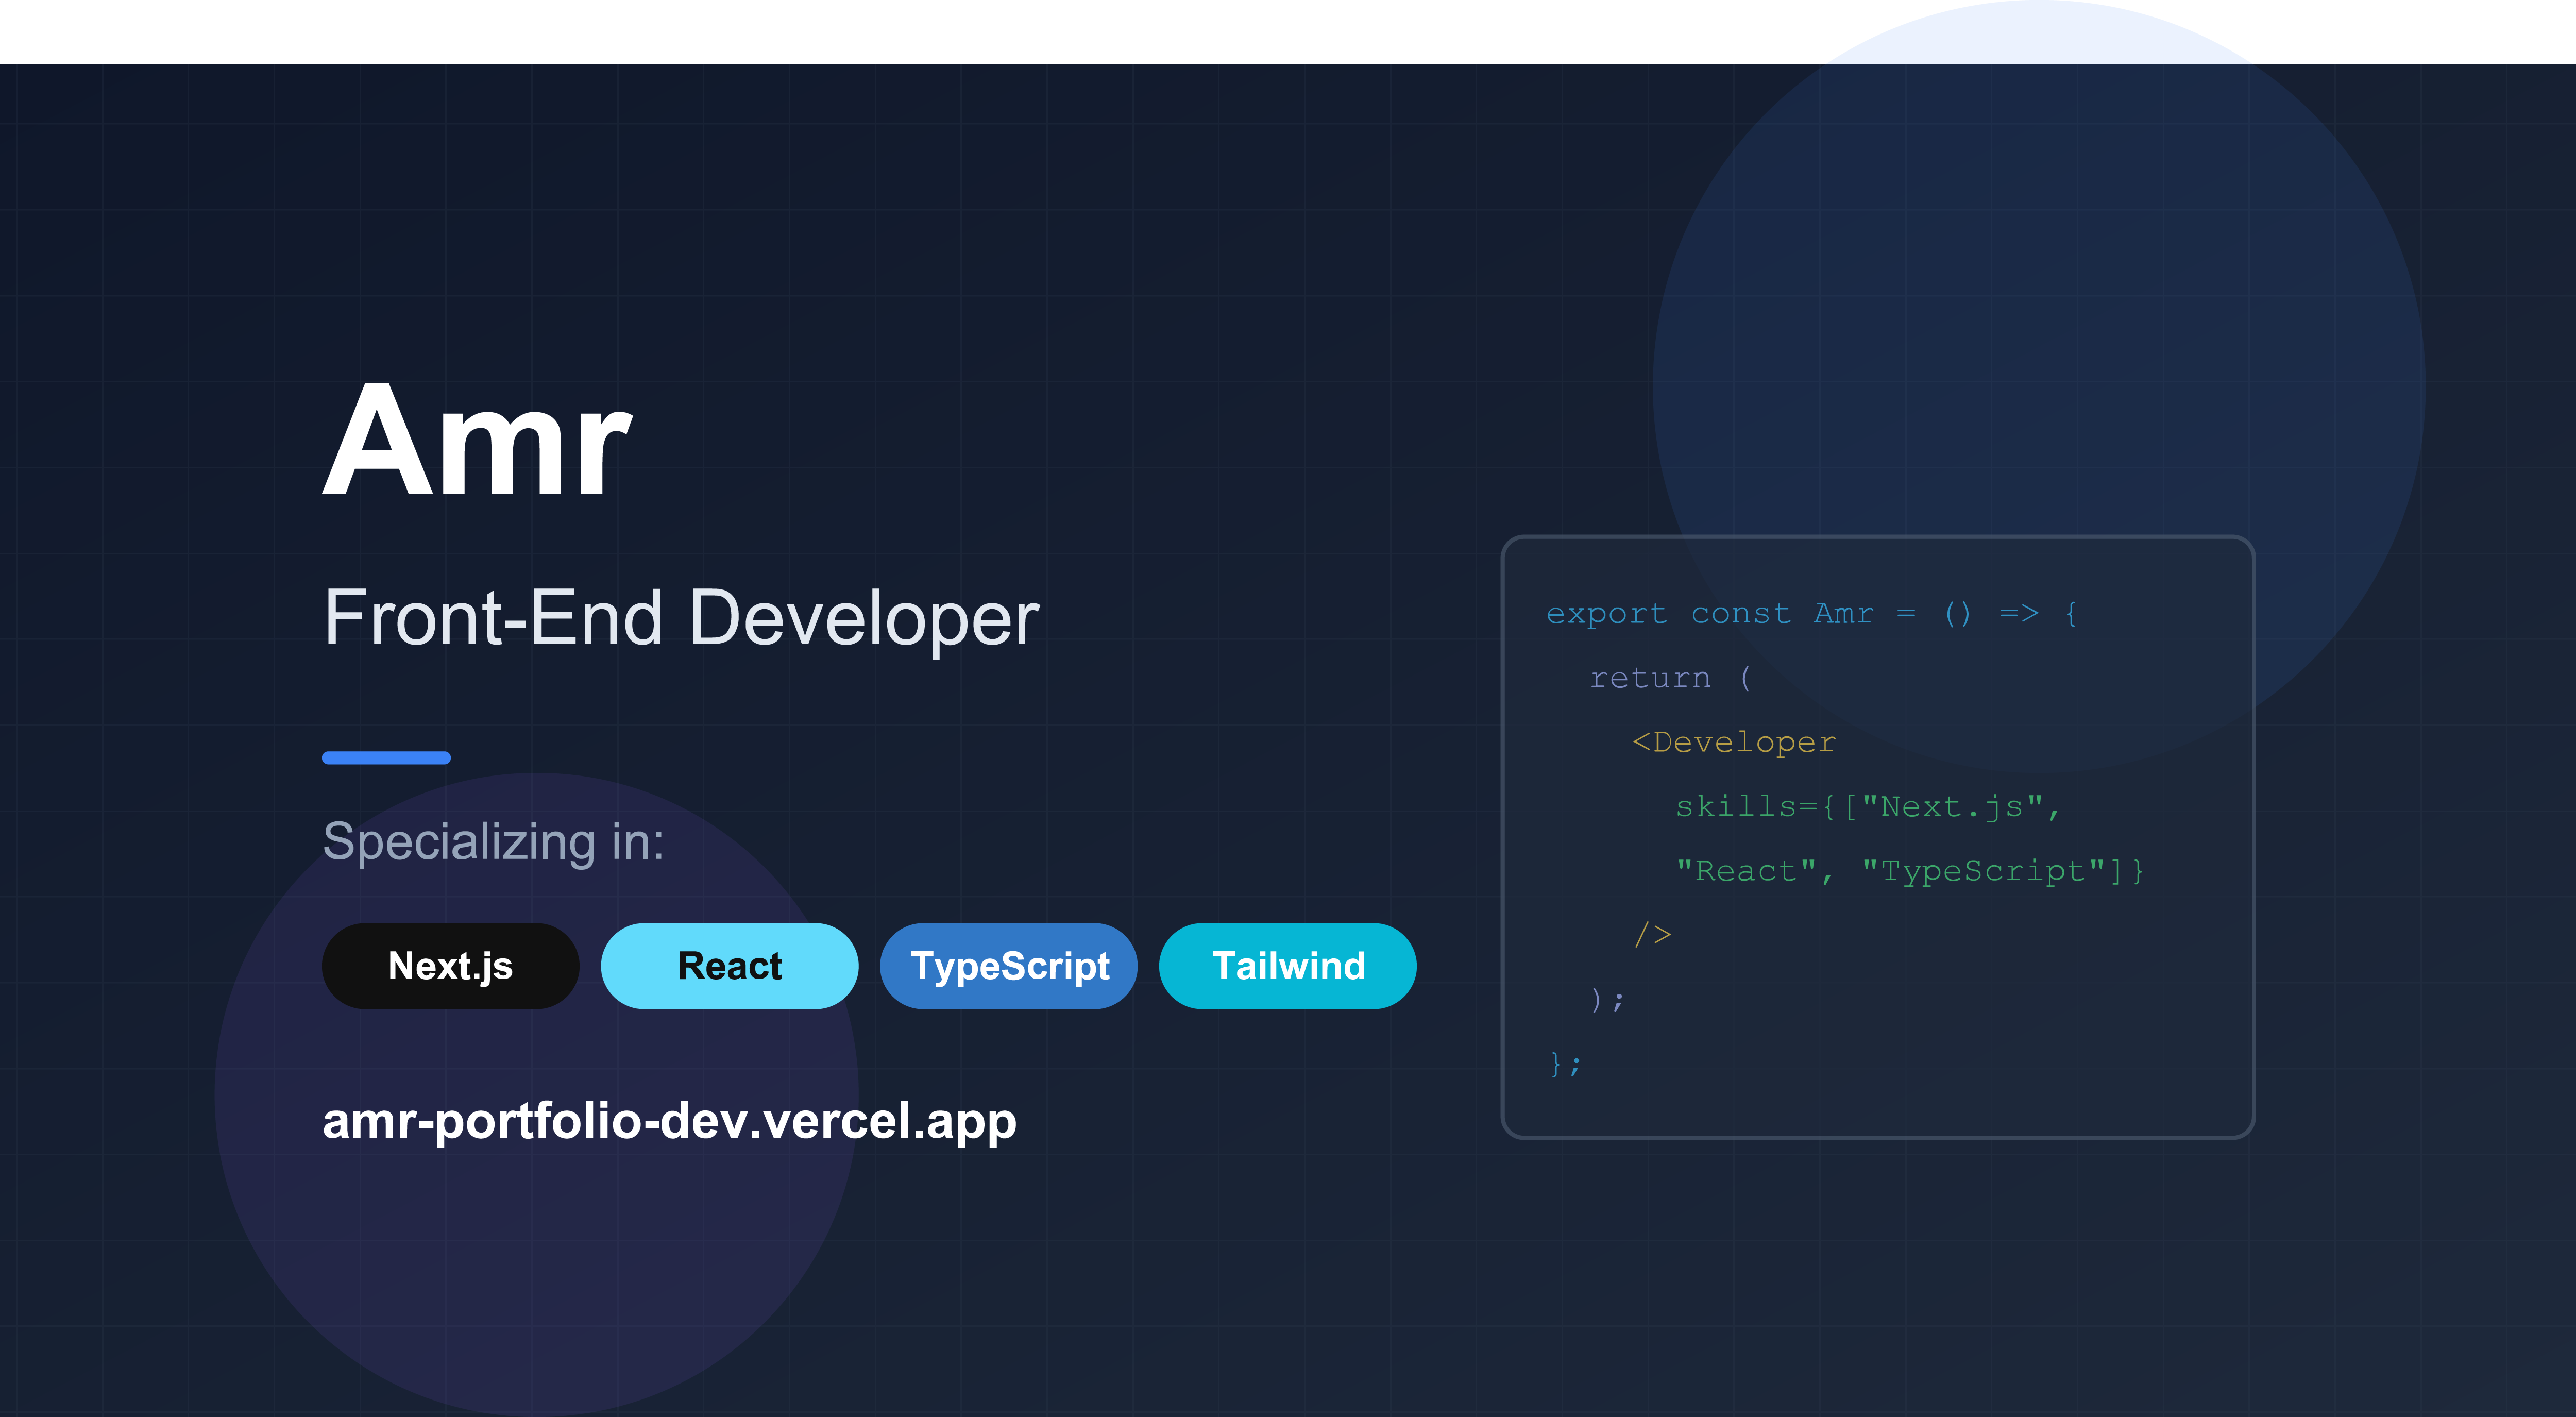 Amr
Front-End Developer
Specializing in:
Next.js
React
TypeScript
Tailwind
amr-portfolio-dev.vercel.app
export const Amr = () => {
return (
<Developer
skills={["Next.js",
"React", "TypeScript"]}
/>
);
};